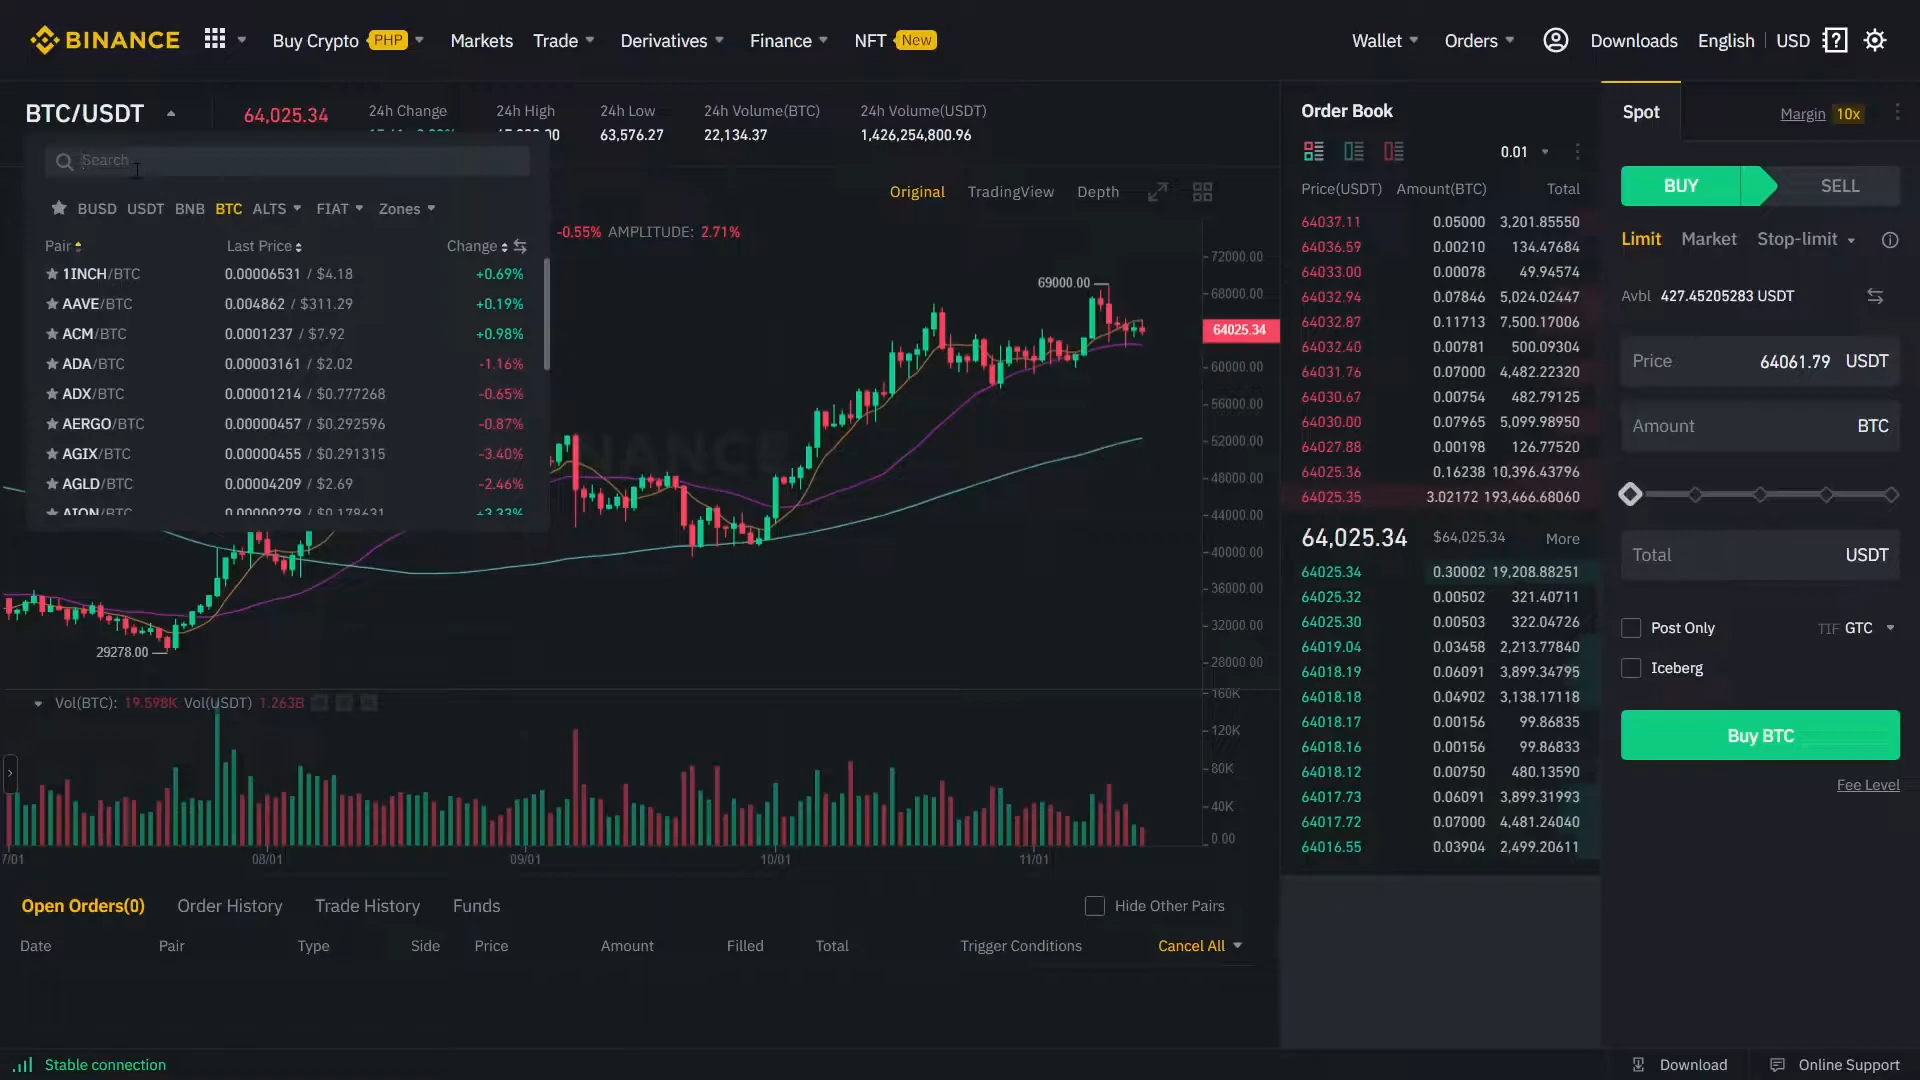 BINANCE Buy Crypto PHP Markets Trade Derivatives Finance NFT New Wallet Orders Downloads English USD
BTC/USDT 64,025.34
24h Change
24h High
24h Low 63,576.27
24h Volume(BTC) 22,134.37
24h Volume(USDT) 1,426,254,800.96
Search
BUSD USDT BNB BTC ALTS FIAT Zones
Pair Last Price Change
1INCH/BTC 0.00006531 / $4.18 +0.69%
AAVE/BTC 0.004862 / $311.29 +0.19%
ACM/BTC 0.0001237 / $7.92 +0.98%
ADA/BTC 0.00003161 / $2.02 -1.16%
ADX/BTC 0.00001214 / $0.777268 -0.65%
AERGO/BTC 0.00000457 / $0.292596 -0.87%
AGIX/BTC 0.00000455 / $0.291315 -3.40%
AGLD/BTC 0.00004209 / $2.69 -2.46%
AION/BTC 0.00000279 / $0.178631 +3.33%
Original TradingView Depth
-0.55% AMPLITUDE: 2.71%
72000.00
68000.00
64025.34
60000.00
56000.00
52000.00
48000.00
44000.00
40000.00
36000.00
32000.00
28000.00
69000.00
29278.00
Vol(BTC): 19.598K Vol(USDT) 1.263B
160K
120K
80K
40K
0.00
7/01 08/01 09/01 10/01 11/01
Open Orders(0) Order History Trade History Funds Hide Other Pairs
Date Pair Type Side Price Amount Filled Total Trigger Conditions Cancel All
Order Book
0.01
Price(USDT) Amount(BTC) Total
64037.11 0.05000 3,201.85550
64036.59 0.00210 134.47684
64033.00 0.00078 49.94574
64032.94 0.07846 5,024.02447
64032.87 0.11713 7,500.17006
64032.40 0.00781 500.09304
64031.76 0.07000 4,482.22320
64030.67 0.00754 482.79125
64030.00 0.07965 5,099.98950
64027.88 0.00198 126.77520
64025.36 0.16238 10,396.43796
64025.35 3.02172 193,466.68060
64,025.34 $64,025.34 More
64025.34 0.30002 19,208.88251
64025.32 0.00502 321.40711
64025.30 0.00503 322.04726
64019.04 0.03458 2,213.77840
64018.19 0.06091 3,899.34795
64018.18 0.04902 3,138.17118
64018.17 0.00156 99.86835
64018.16 0.00156 99.86833
64018.12 0.00750 480.13590
64017.73 0.06091 3,899.31993
64017.72 0.07000 4,481.24040
64016.55 0.03904 2,499.20611
Spot Margin 10x
BUY SELL
Limit Market Stop-limit
Avbl 427.45205283 USDT
Price 64061.79 USDT
Amount BTC
Total USDT
Post Only TIF GTC
Iceberg
Buy BTC
Fee Level
Stable connection Download Online Support